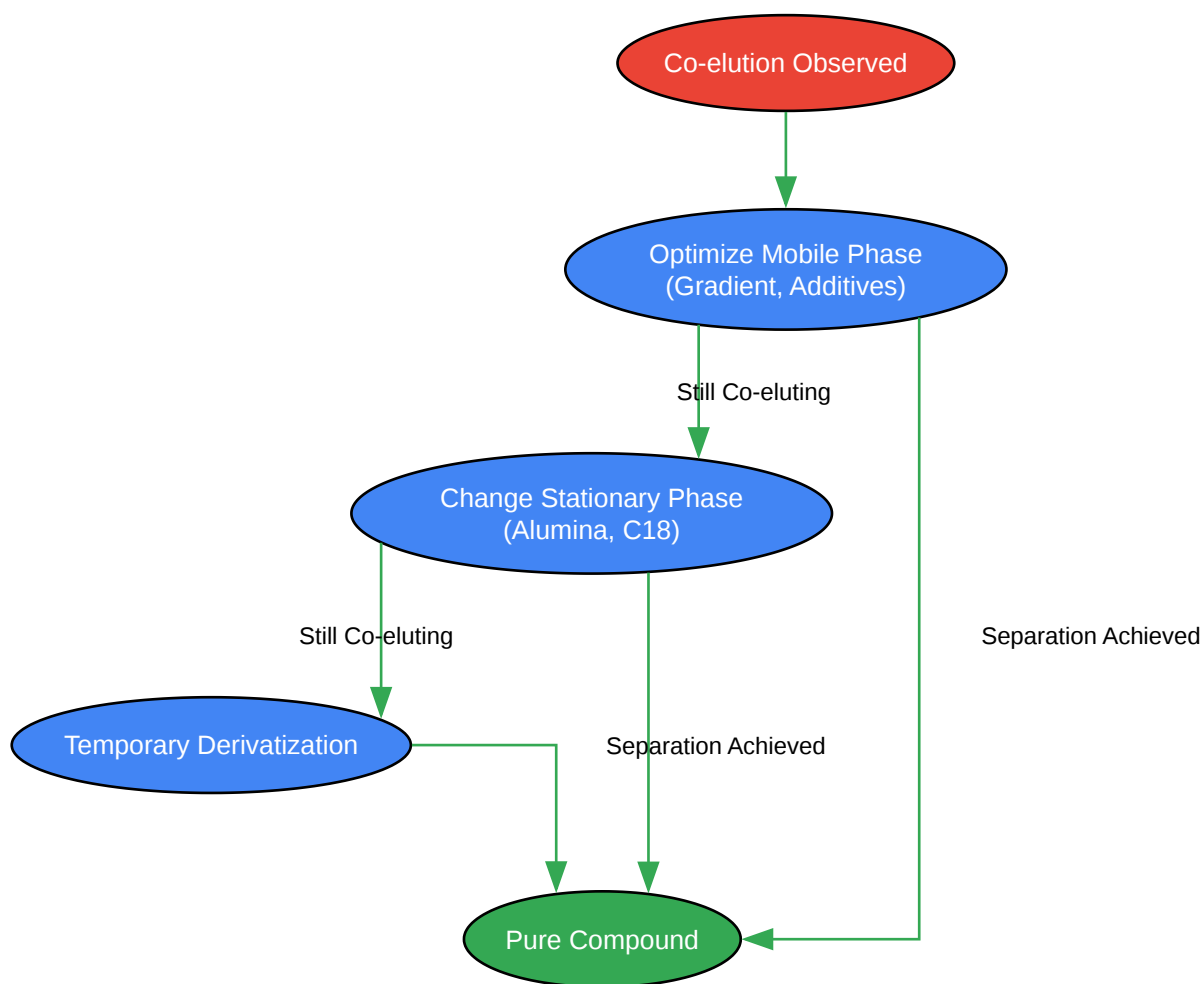 Co-elution Observed
Optimize Mobile Phase
(Gradient, Additives)
Still Co-eluting
Change Stationary Phase
(Alumina, C18)
Still Co-eluting
Separation Achieved
Temporary Derivatization
Separation Achieved
Pure Compound